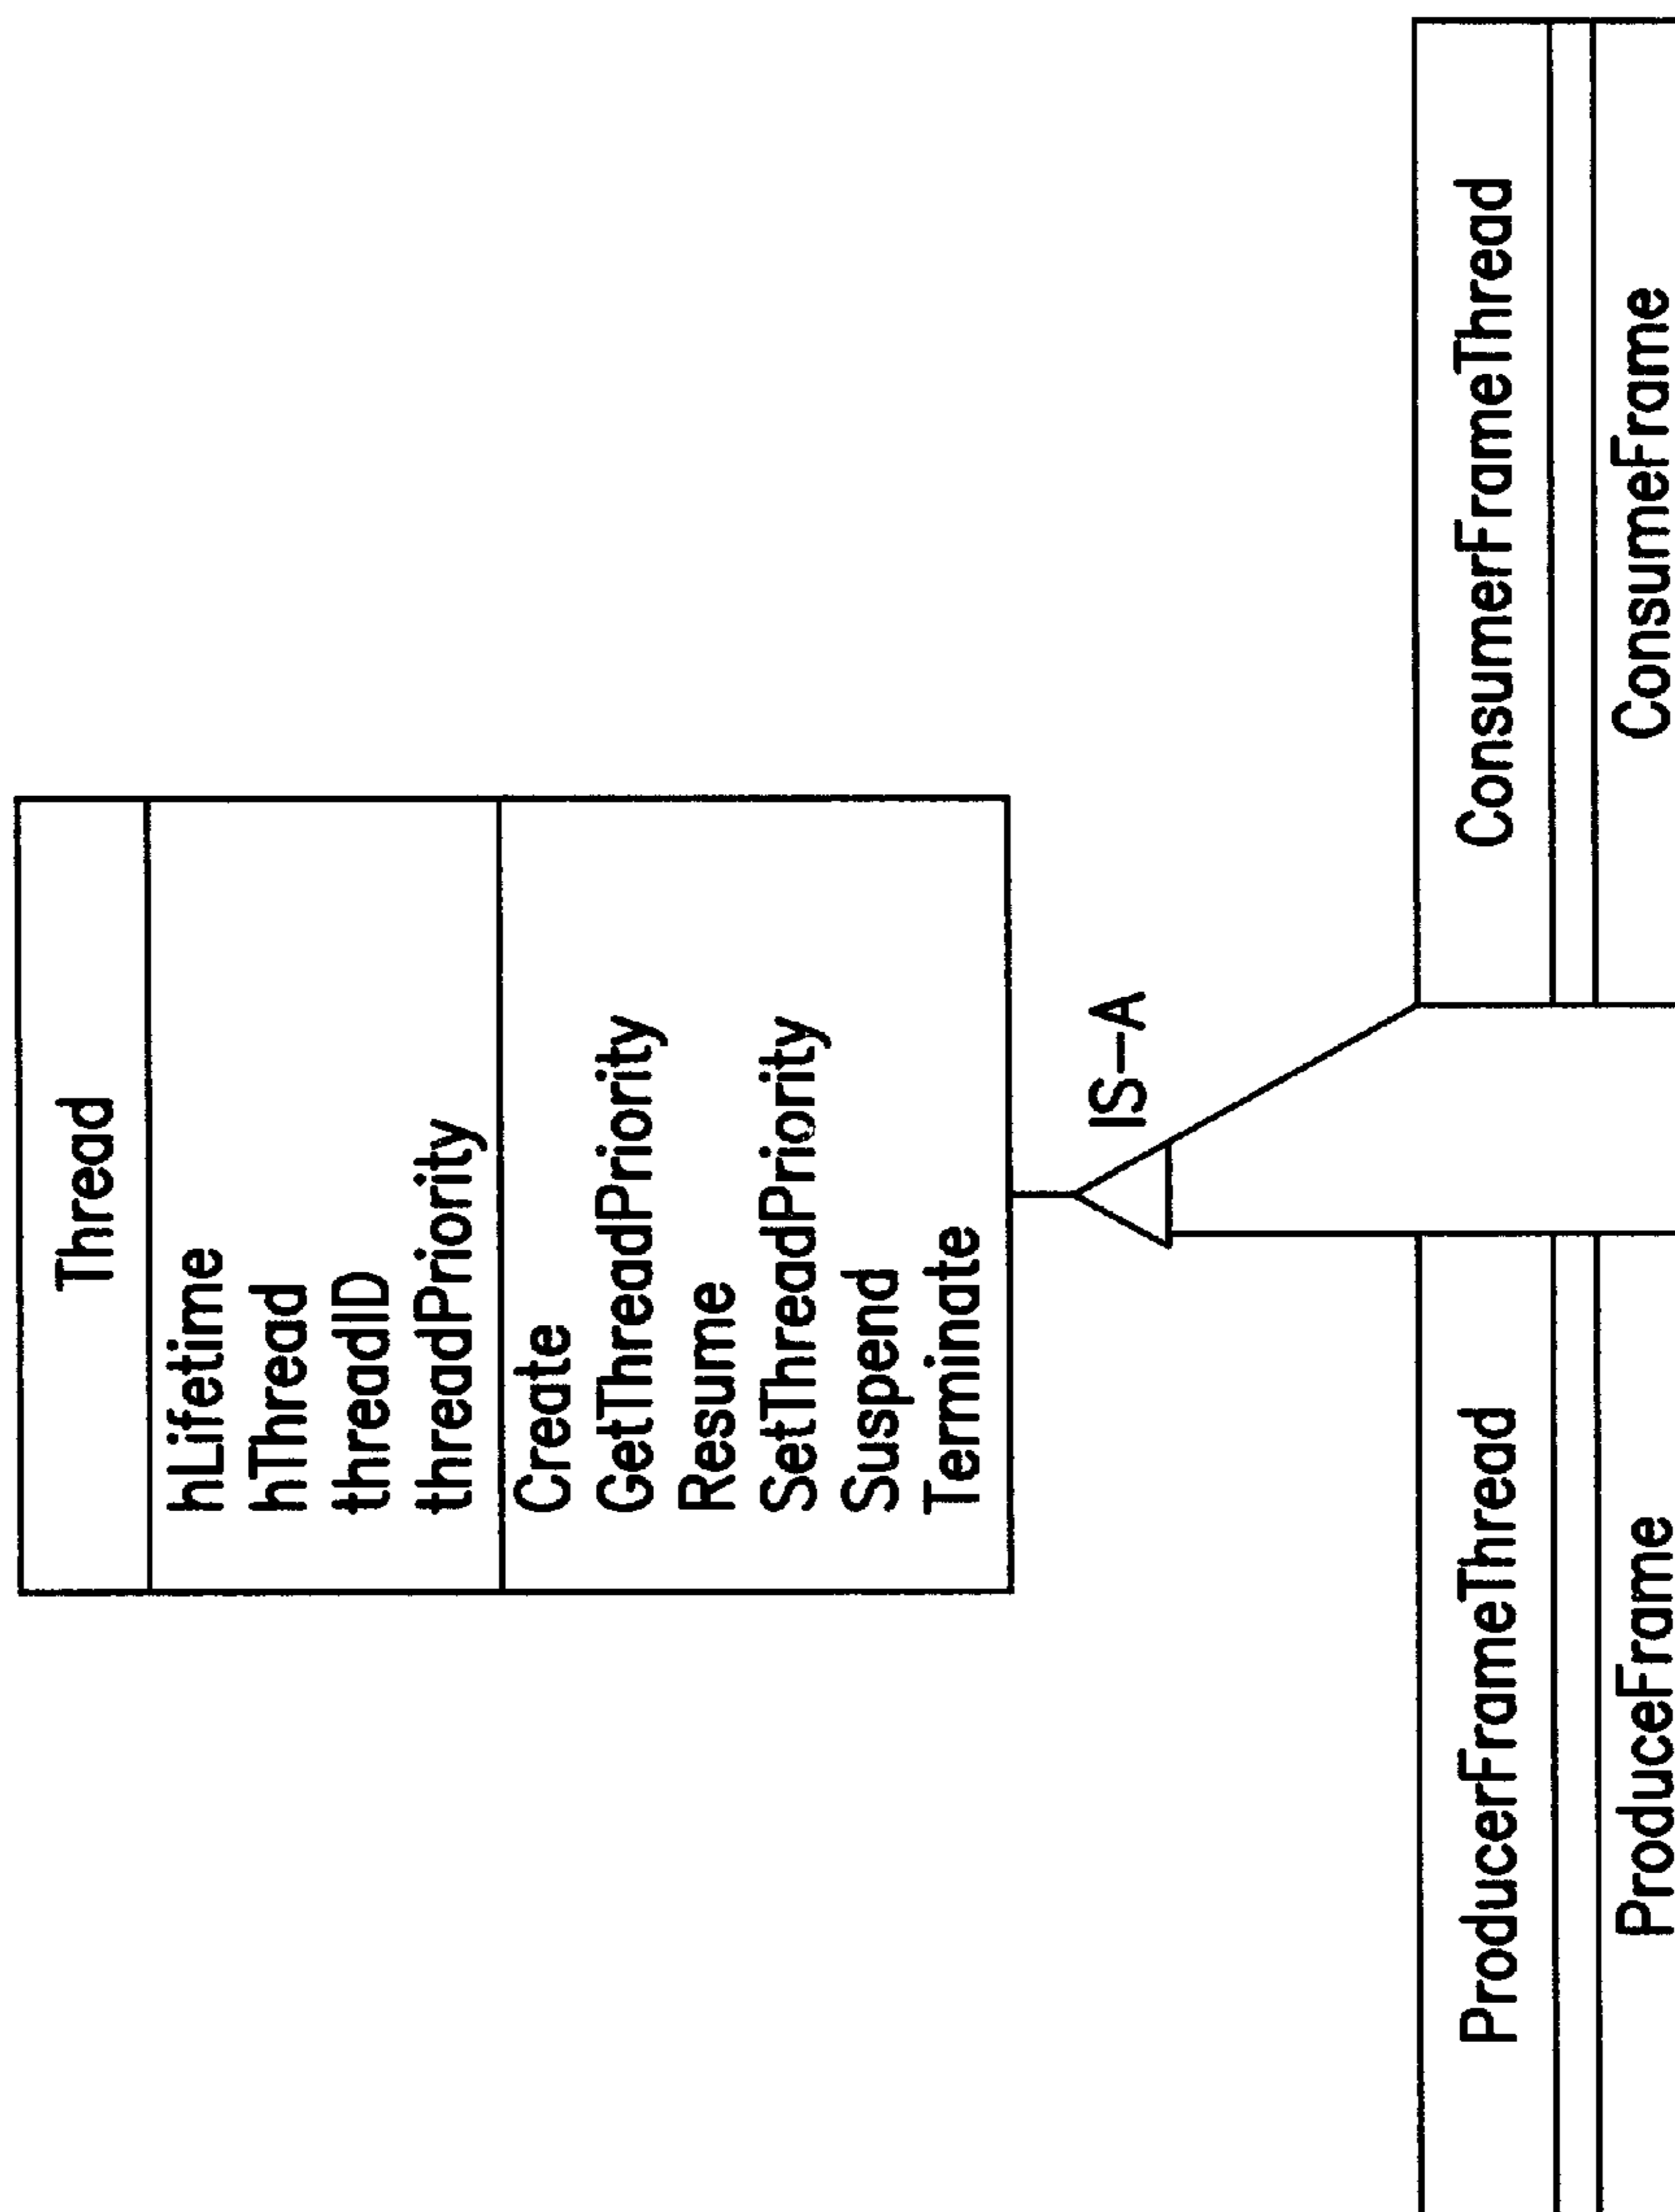 Thread
hLifetime
hThread
threadID
threadPriority
Create
GetThreadPriority
Resume
SetThreadPriority
Suspend
Terminate
IS-A
ProducerFrameThread
ProduceFrame
ConsumerFrameThread
ConsumeFrame